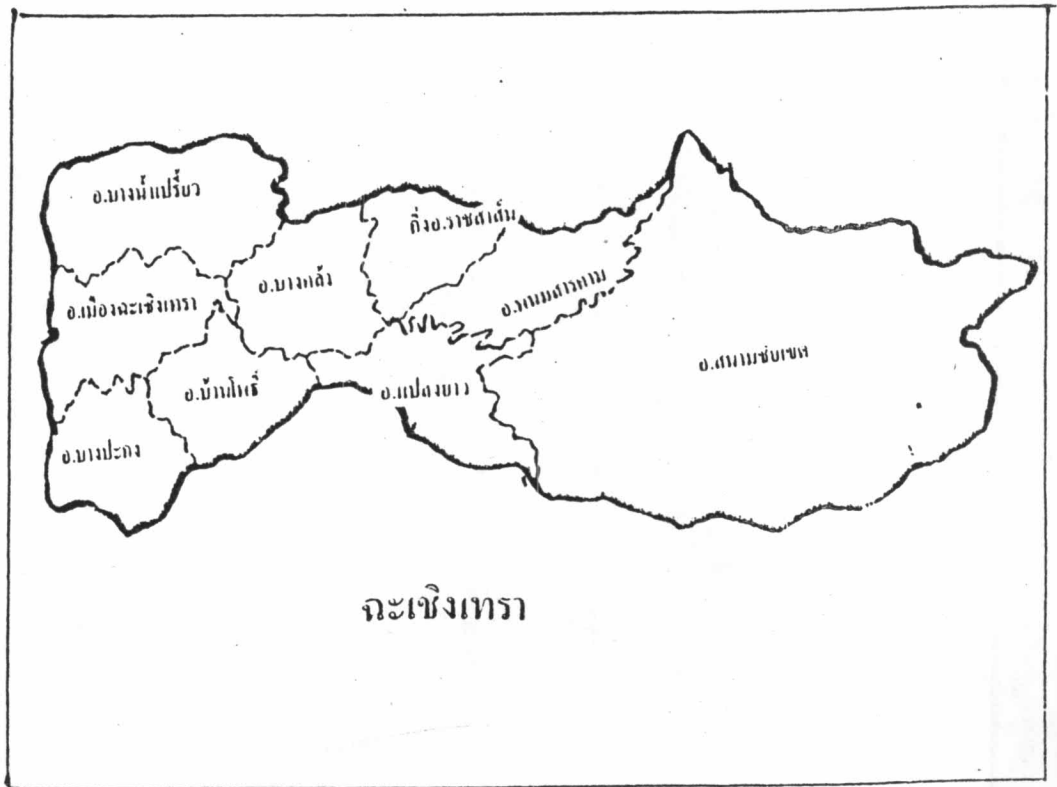 อ.บางน้ำเปรี้ยว
กิ่งอ.ราชสาส์น
อ.บางคล้า
อ.พนมสารคาม
อ.เมืองฉะเชิงเทรา
อ.สนามชัยเขต
อ.บ้านโพธิ์
อ.แปลงยาว
อ.บางปะกง
ฉะเชิงเทรา